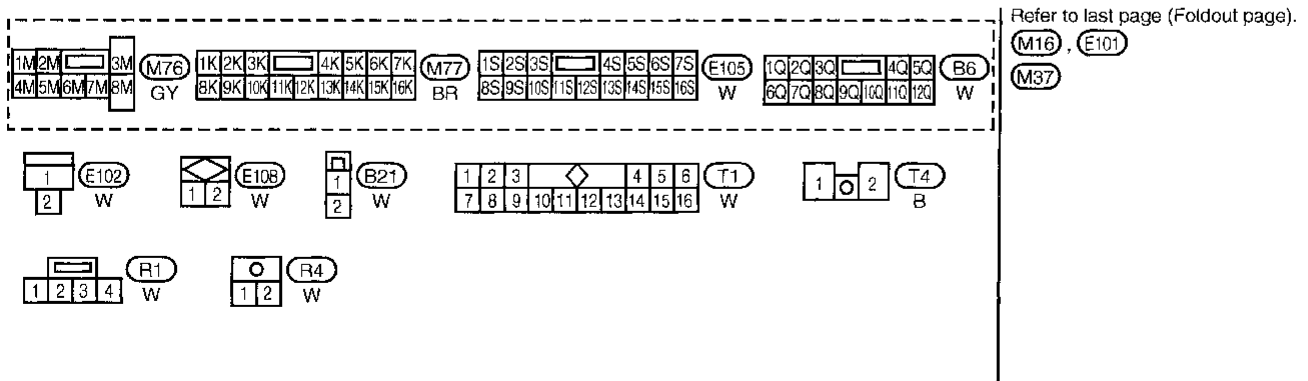 Refer to last page (Foldout page).
M16 , E101
M37
1M 2M 3M M76 1K 2K 3K 4K 5K 6K 7K M77 1S 2S 3S 4S 5S 6S 7S E105 1Q 2Q 3Q 4Q 5Q B6
4M 5M 6M 7M 8M GY 8K 9K 10K 11K 12K 13K 14K 15K 16K BR 8S 9S 10S 11S 12S 13S 14S 15S 16S W 6Q 7Q 8Q 9Q 10Q 11Q 12Q W
1 E102 E108 1 B21 1 2 3 4 5 6 T1 1 2 T4
2 W 1 2 W 2 W 7 8 9 10 11 12 13 14 15 16 W B
R1 R4
1 2 3 4 W 1 2 W